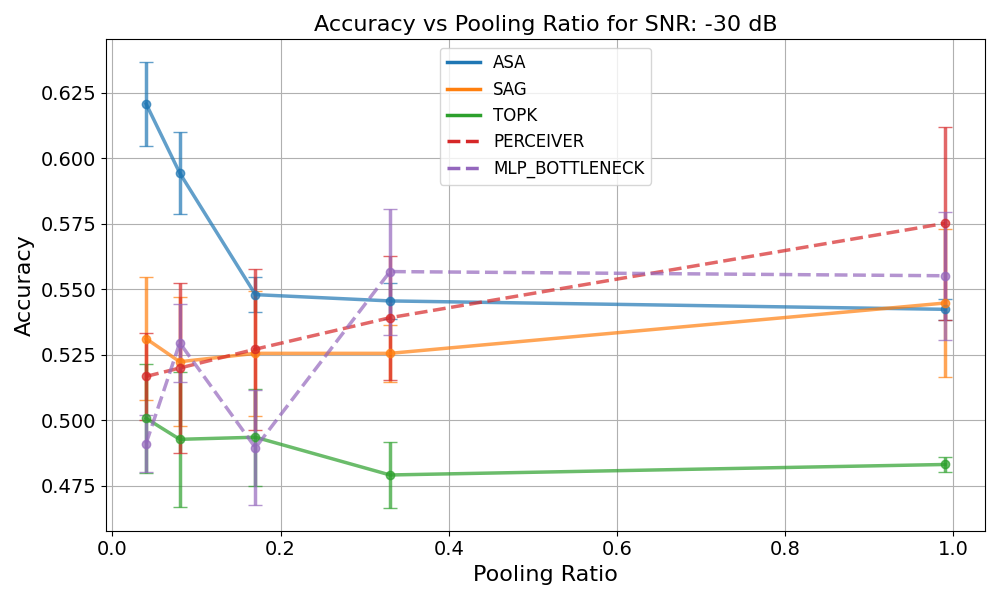 Accuracy vs Pooling Ratio for SNR: -30 dB
ASA
SAG
TOPK
PERCEIVER
MLP_BOTTLENECK
Accuracy
0.625
0.600
0.575
0.550
0.525
0.500
0.475
0.0 0.2 0.4 0.6 0.8 1.0
Pooling Ratio